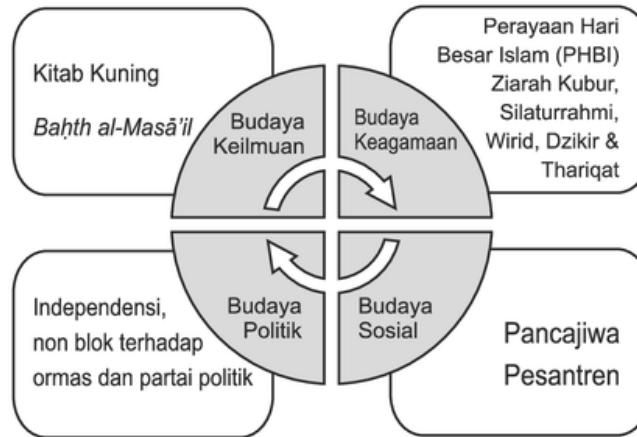 Kitab Kuning
Baḥth al-Masā'il
Budaya
Keilmuan
Budaya
Keagamaan
Perayaan Hari
Besar Islam (PHBI)
Ziarah Kubur,
Silaturrahmi,
Wirid, Dzikir &
Thariqat
Independensi,
non blok terhadap
ormas dan partai politik
Budaya
Politik
Budaya
Sosial
Pancajiwa
Pesantren